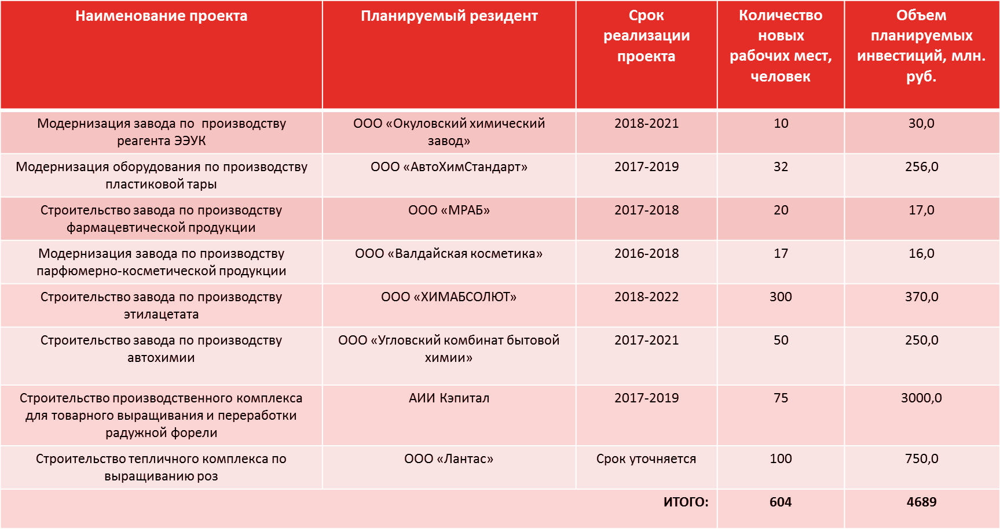 Наименование проекта
Планируемый резидент
Срок
реализации
проекта
Количество
новых
рабочих мест,
человек
Объем
планируемых
инвестиций, млн.
руб.
Модернизация завода по  производству
реагента ЭЭУК
ООО «Окуловский химический
завод»
2018-2021
10
30,0
Модернизация оборудования по производству
пластиковой тары
ООО «АвтоХимСтандарт»
2017-2019
32
256,0
Строительство завода по производству
фармацевтической продукции
ООО «МРАБ»
2017-2018
20
17,0
Модернизация завода по производству
парфюмерно-косметической продукции
ООО «Валдайская косметика»
2016-2018
17
16,0
Строительство завода по производству
этилацетата
ООО «ХИМАБСОЛЮТ»
2018-2022
300
370,0
Строительство завода по производству
автохимии
ООО «Угловский комбинат бытовой
химии»
2017-2021
50
250,0
Строительство производственного комплекса
для товарного выращивания и переработки
радужной форели
АИИ Кэпитал
2017-2019
75
3000,0
Строительство тепличного комплекса по
выращиванию роз
ООО «Лантас»
Срок уточняется
100
750,0
ИТОГО:
604
4689